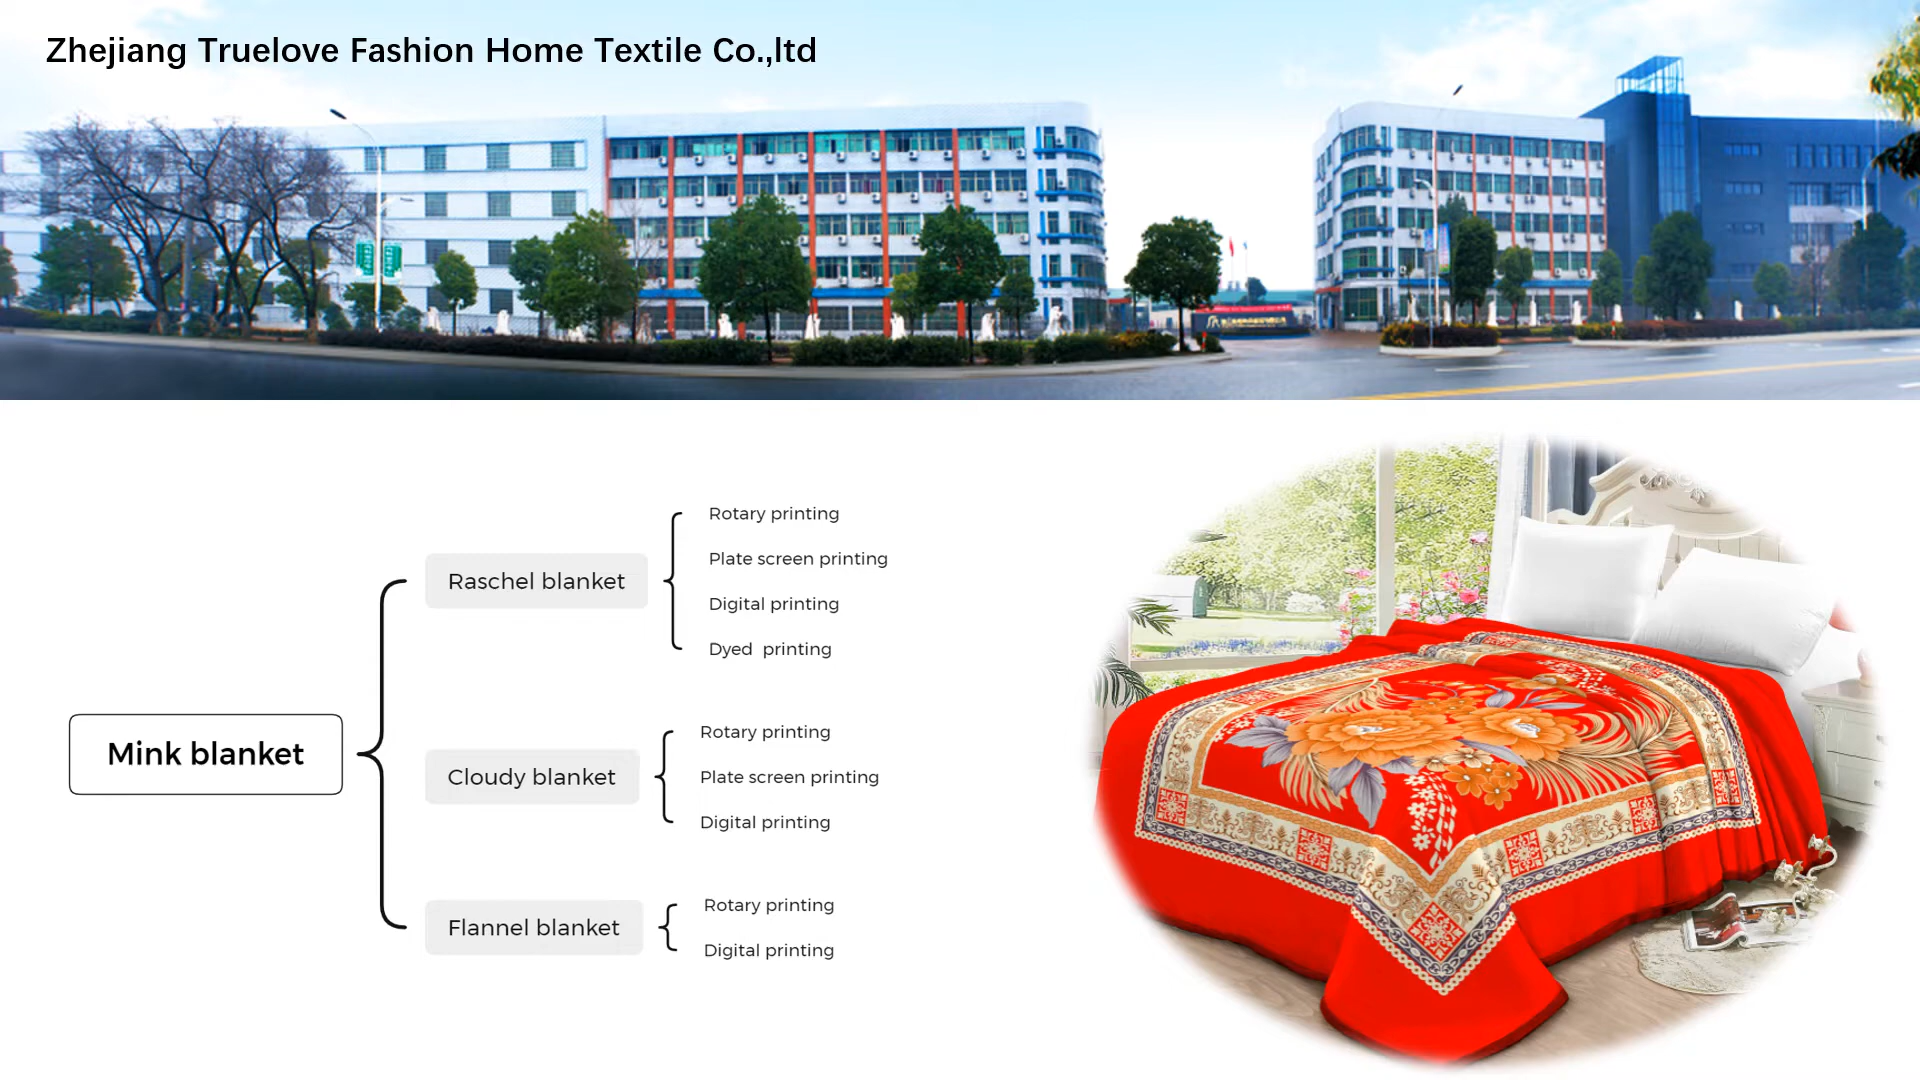 Zhejiang Truelove Fashion Home Textile Co.,ltd
Mink blanket
Raschel blanket
Rotary printing
Plate screen printing
Digital printing
Dyed  printing
Cloudy blanket
Rotary printing
Plate screen printing
Digital printing
Flannel blanket
Rotary printing
Digital printing